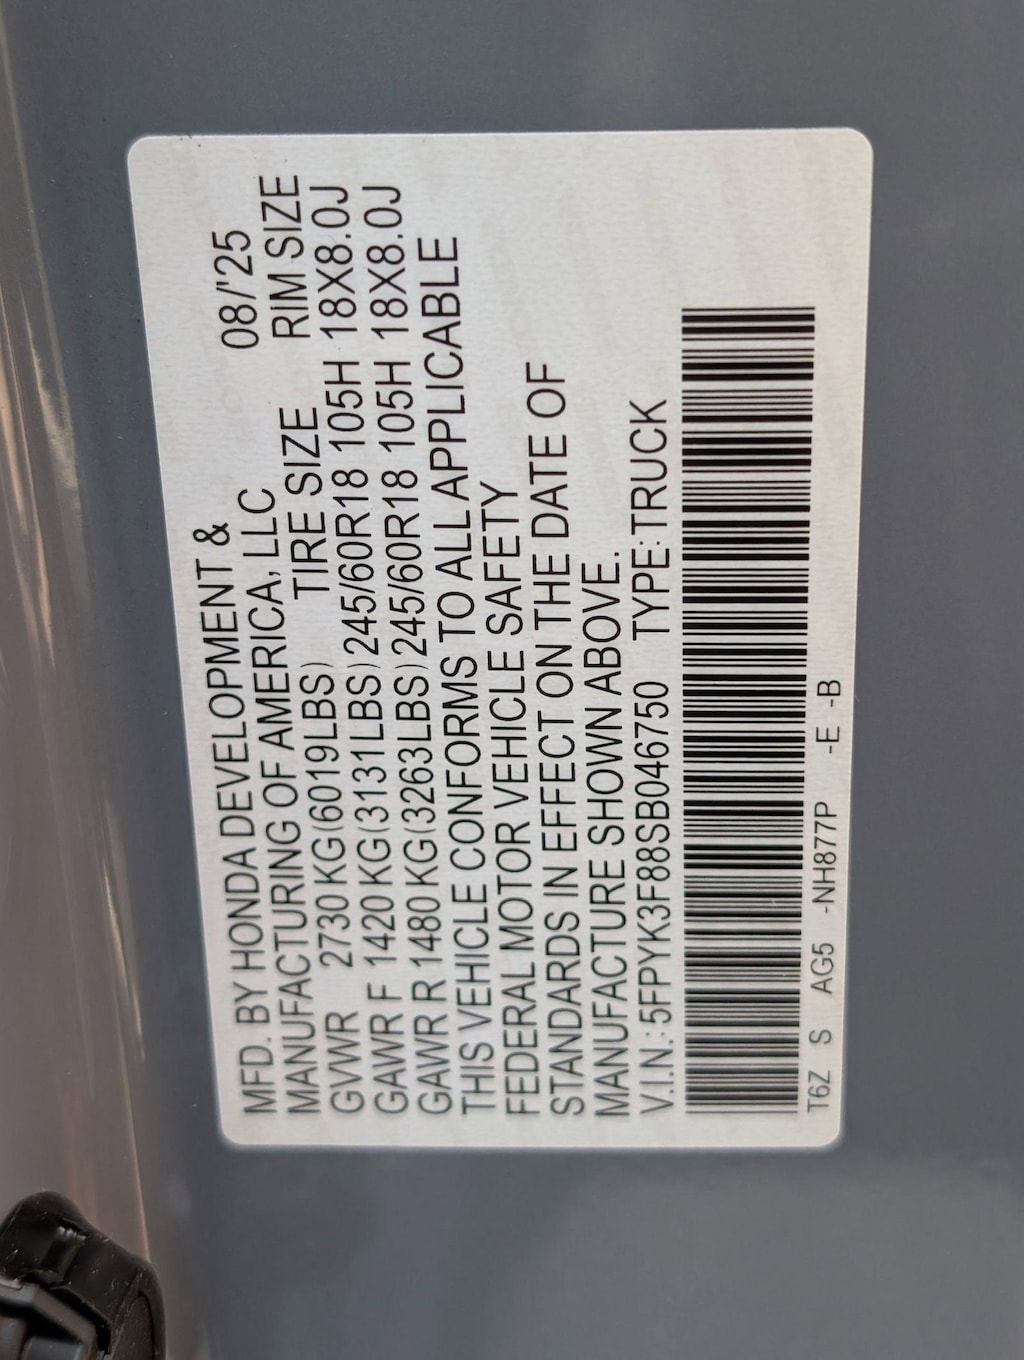 MFD. BY HONDA DEVELOPMENT & 08/'25
MANUFACTURING OF AMERICA, LLC
TIRE SIZE RIM SIZE
GVWR 2730 KG (6019LBS)
GAWR F 1420 KG (3131LBS) 245/60R18 105H 18X8.0J
GAWR R 1480 KG (3263LBS) 245/60R18 105H 18X8.0J
THIS VEHICLE CONFORMS TO ALL APPLICABLE
FEDERAL MOTOR VEHICLE SAFETY
STANDARDS IN EFFECT ON THE DATE OF
MANUFACTURE SHOWN ABOVE.
V.I.N.: 5FPYK3F88SB046750 TYPE:TRUCK
T6Z S AG5 -NH877P -E -B